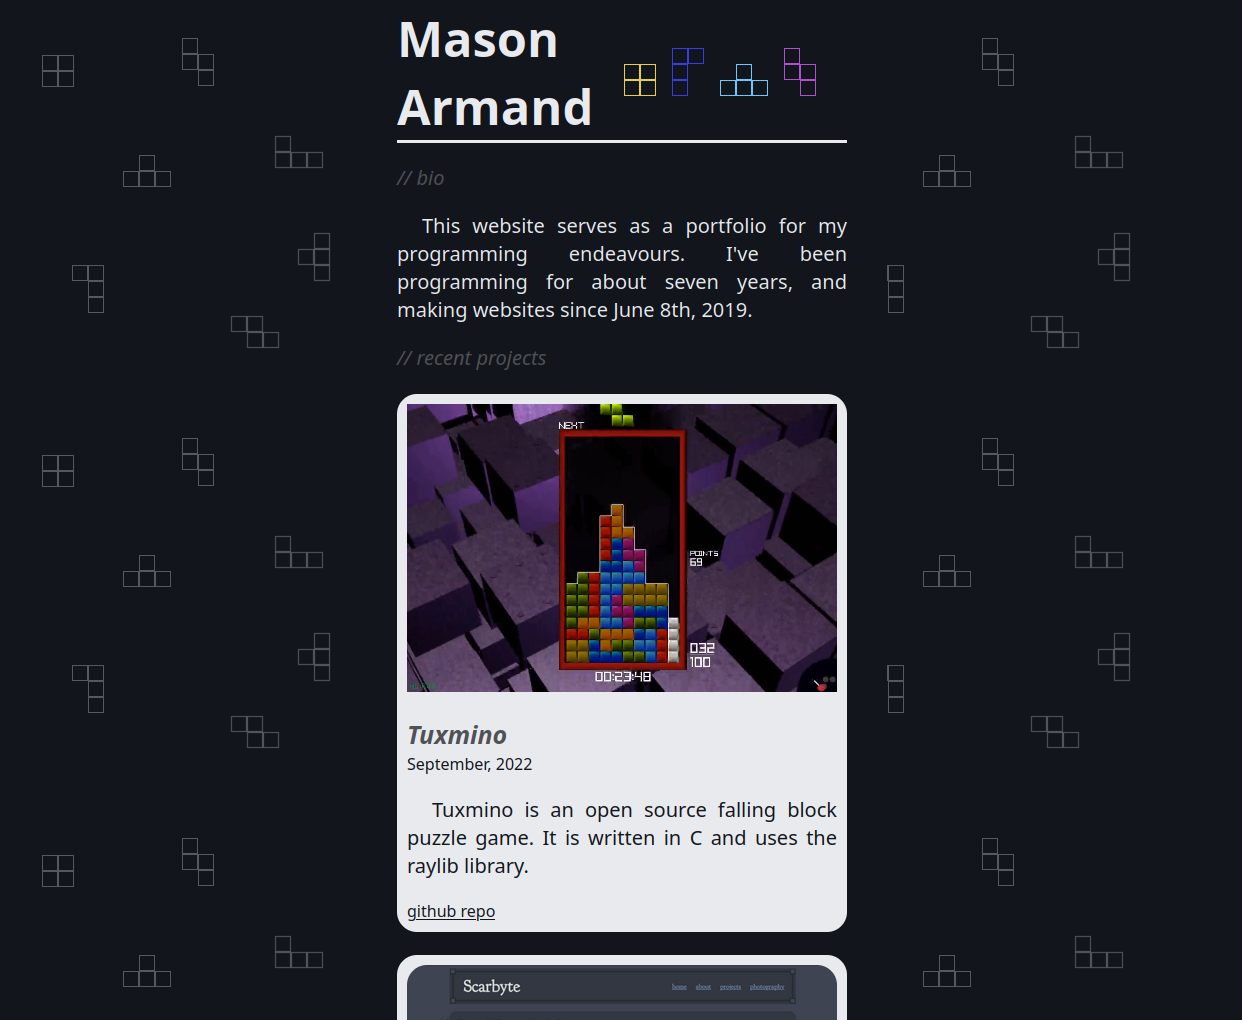 Mason
Armand
// bio
This website serves as a portfolio for my
programming endeavours. I've been
programming for about seven years, and
making websites since June 8th, 2019.
// recent projects
NEXT
POINTS
69
032
100
00:23:48
Tuxmino
September, 2022
Tuxmino is an open source falling block
puzzle game. It is written in C and uses the
raylib library.
github repo
Scarbyte
home about projects photography